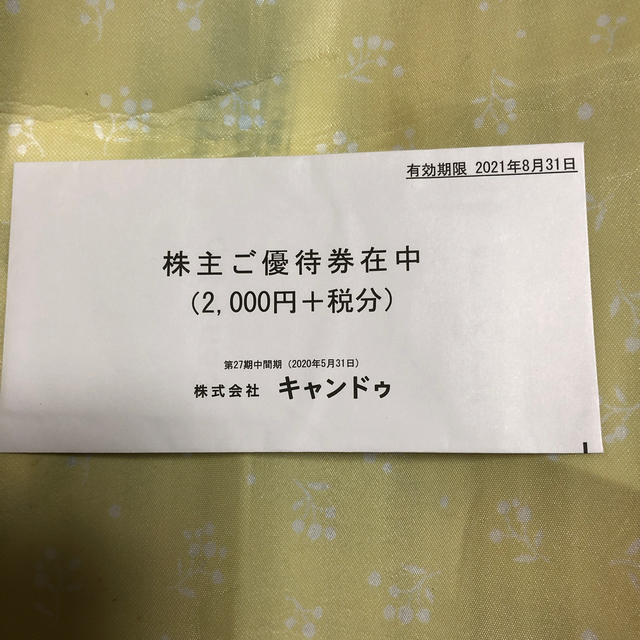 有効期限 2021年8月31日
株主ご優待券在中
(2,000円＋税分)
第27期中間期（2020年5月31日）
株式会社 キャンドゥ